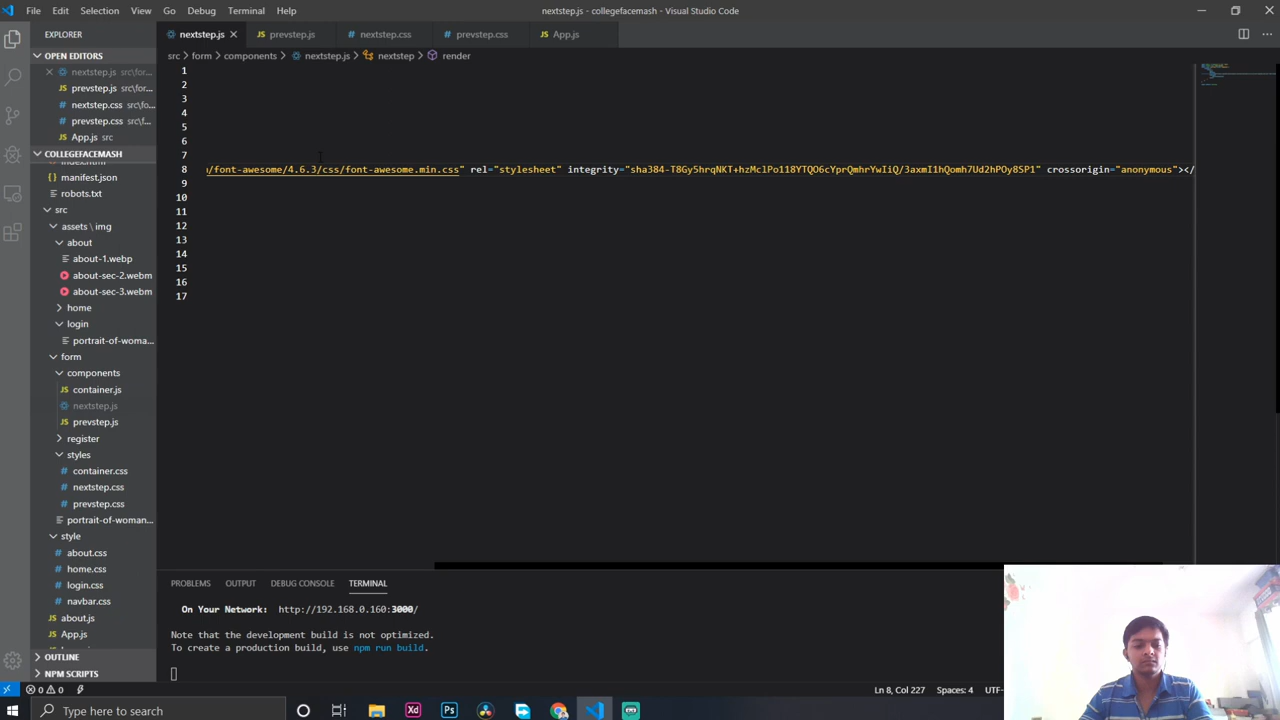 File Edit Selection View Go Debug Terminal Help
nextstep.js - collegefacemash - Visual Studio Code
EXPLORER
nextstep.js
prevstep.js
nextstep.css
prevstep.css
App.js
OPEN EDITORS
src > form > components > nextstep.js > nextstep > render
nextstep.js src\for...
prevstep.js src\for...
nextstep.css src\fo...
prevstep.css src\fo...
App.js src
COLLEGEFACEMASH
manifest.json
robots.txt
src
assets \ img
about
about-1.webp
about-sec-2.webm
about-sec-3.webm
home
login
portrait-of-woma...
form
components
container.js
nextstep.js
prevstep.js
register
styles
container.css
nextstep.css
prevstep.css
portrait-of-woman...
style
about.css
home.css
login.css
navbar.css
about.js
App.js
OUTLINE
NPM SCRIPTS
1
2
3
4
5
6
7
8 /font-awesome/4.6.3/css/font-awesome.min.css" rel="stylesheet" integrity="sha384-T8Gy5hrqNKT+hzMclPo118YTQO6cYprQmhrYwIiQ/3axmI1hQomh7Ud2hPOy8SP1" crossorigin="anonymous"></
9
10
11
12
13
14
15
16
17
PROBLEMS OUTPUT DEBUG CONSOLE TERMINAL
On Your Network: http://192.168.0.160:3000/
Note that the development build is not optimized.
To create a production build, use npm run build.
0 0
Ln 8, Col 227 Spaces: 4 UTF-
Type here to search
Xd
Ps